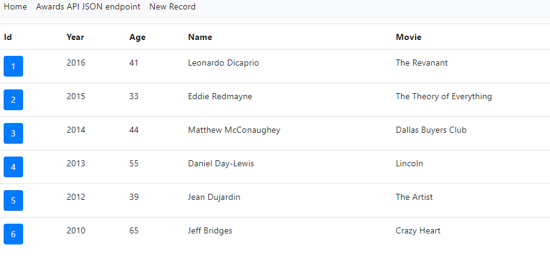 Home Awards API JSON endpoint New Record
Id Year Age Name Movie
1 2016 41 Leonardo Dicaprio The Revanant
2 2015 33 Eddie Redmayne The Theory of Everything
3 2014 44 Matthew McConaughey Dallas Buyers Club
4 2013 55 Daniel Day-Lewis Lincoln
5 2012 39 Jean Dujardin The Artist
6 2010 65 Jeff Bridges Crazy Heart